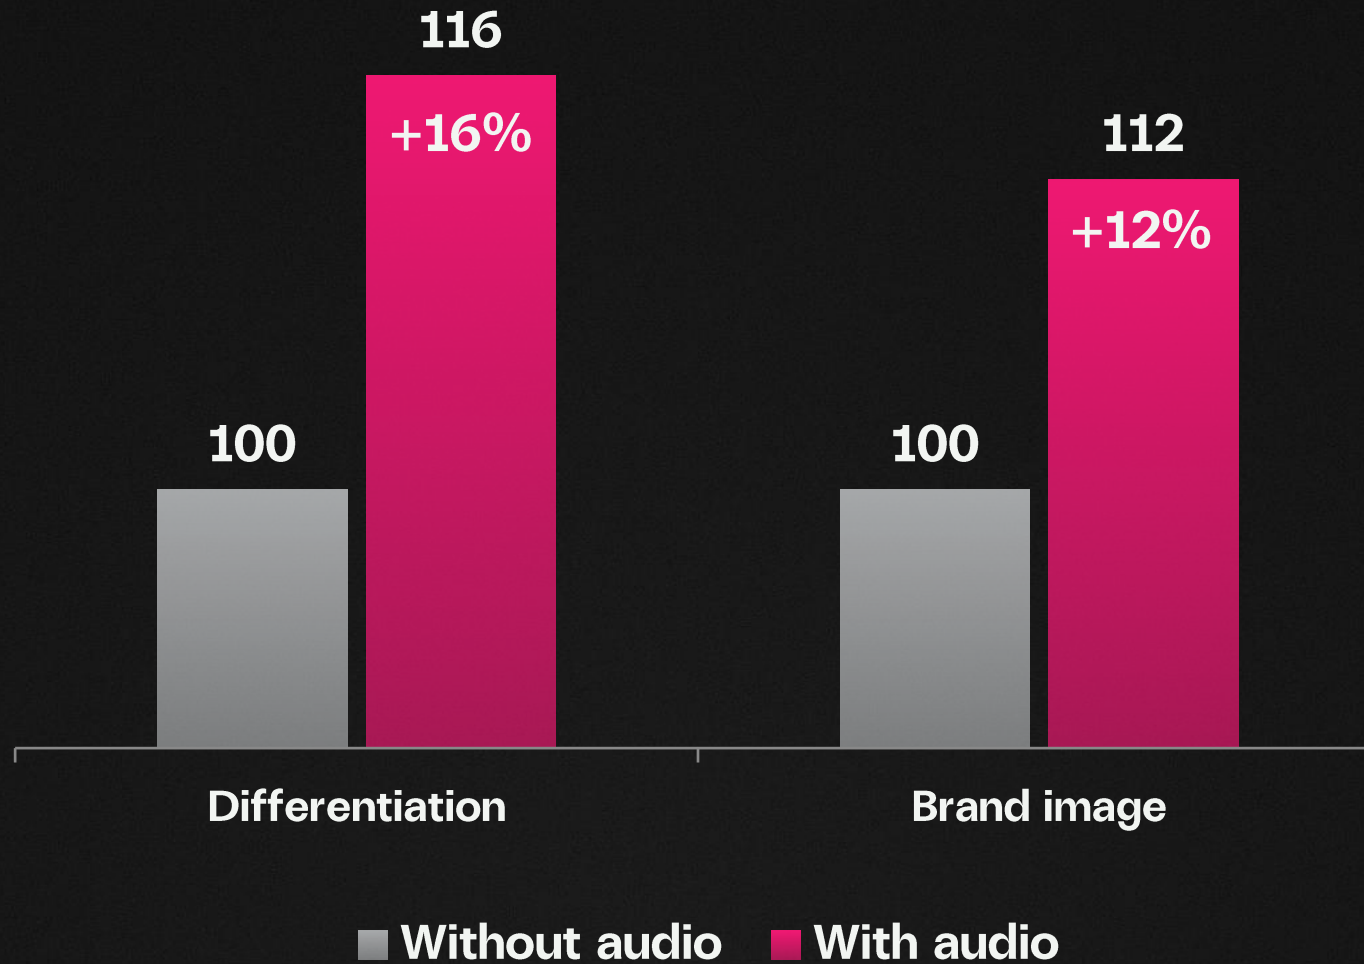 116
+16%
112
+12%
100
100
Differentiation
Brand image
Without audio
With audio